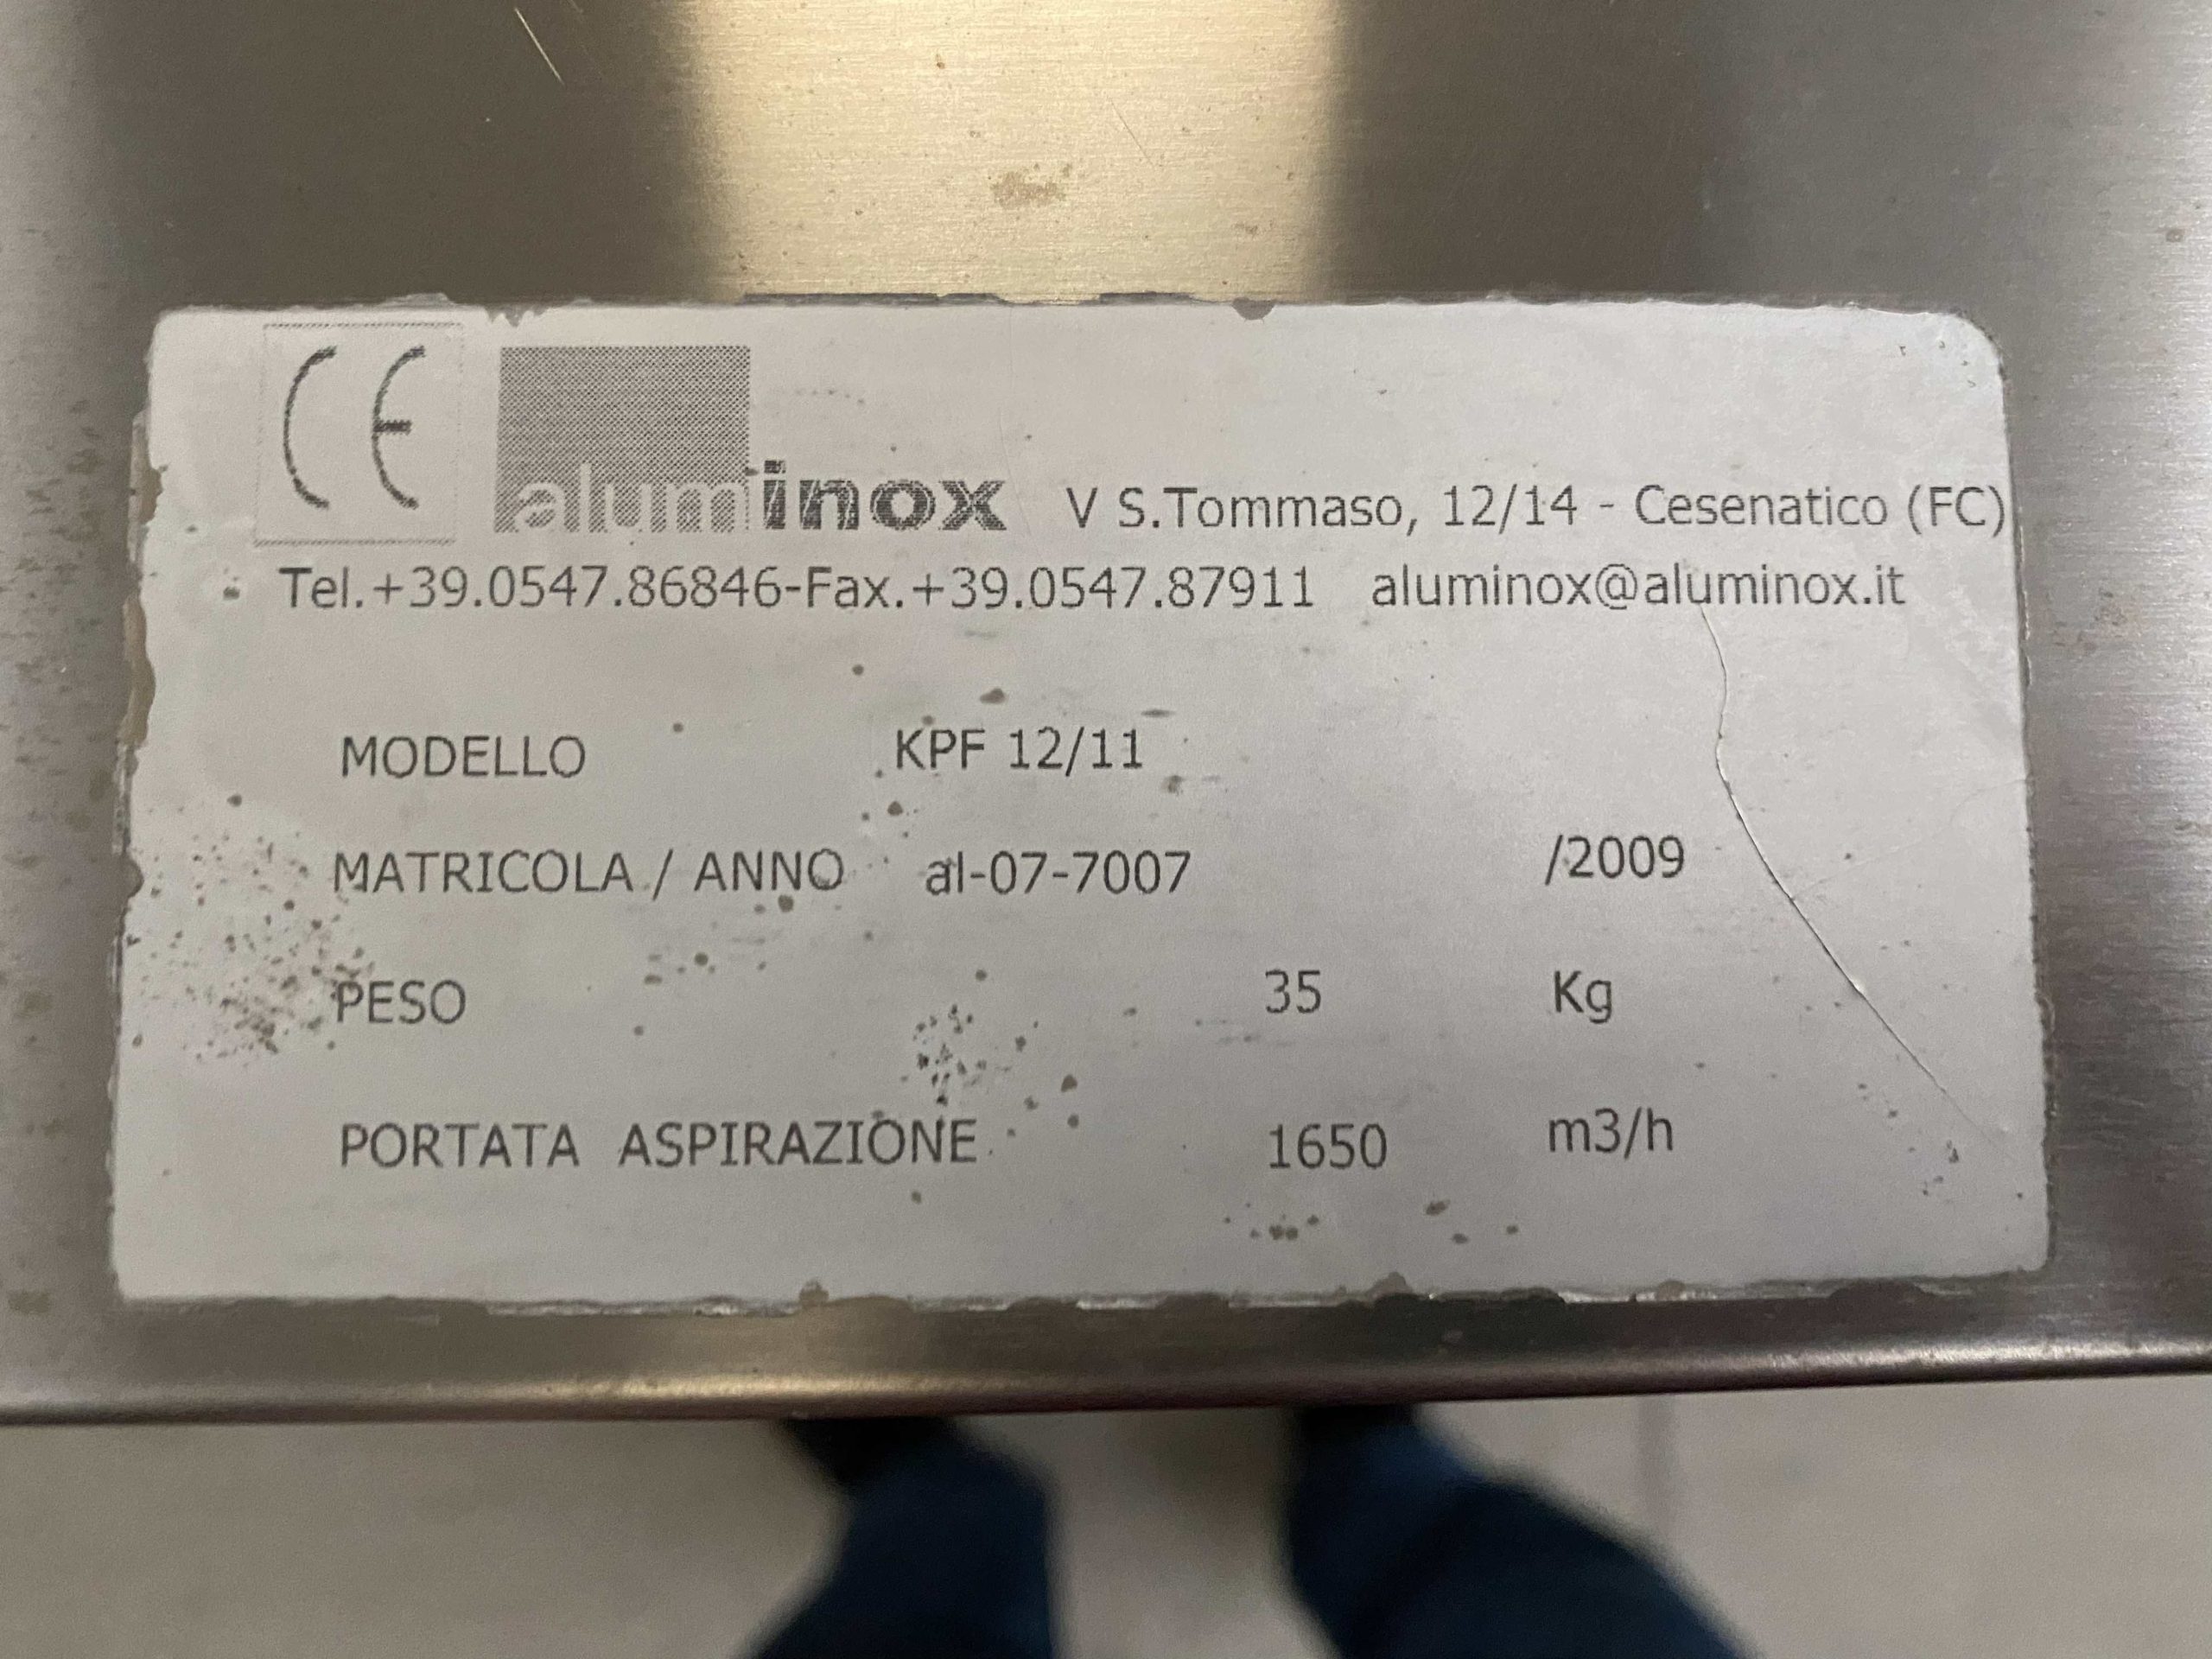 CE aluminox V S.Tommaso, 12/14 - Cesenatico (FC)
Tel.+39.0547.86846-Fax.+39.0547.87911 aluminox@aluminox.it
MODELLO KPF 12/11
MATRICOLA / ANNO al-07-7007 /2009
PESO 35 Kg
PORTATA ASPIRAZIONE 1650 m3/h